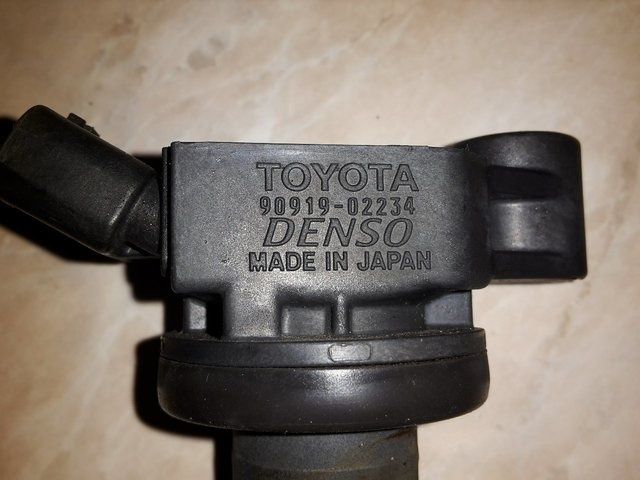 TOYOTA
90919-02234
DENSO
MADE IN JAPAN